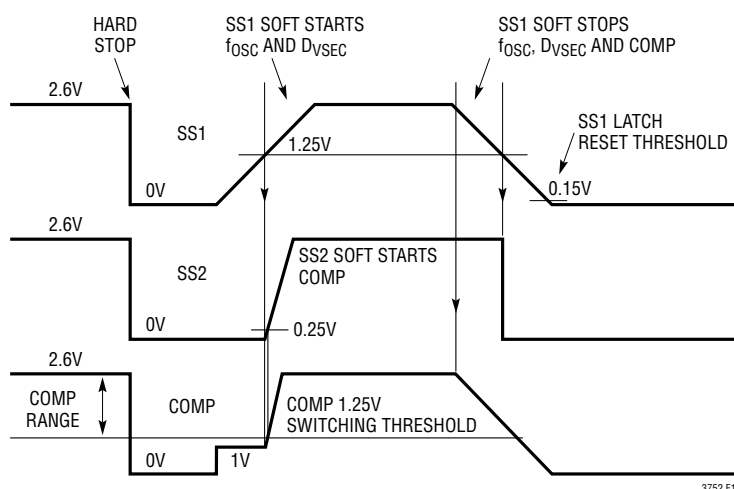 HARD
STOP
SS1 SOFT STARTS
fOSC AND DVSEC
SS1 SOFT STOPS
fOSC, DVSEC AND COMP
2.6V
SS1
1.25V
SS1 LATCH
RESET THRESHOLD
0V
0.15V
2.6V
SS2
SS2 SOFT STARTS
COMP
0V
0.25V
2.6V
COMP
RANGE
COMP
COMP 1.25V
SWITCHING THRESHOLD
0V
1V